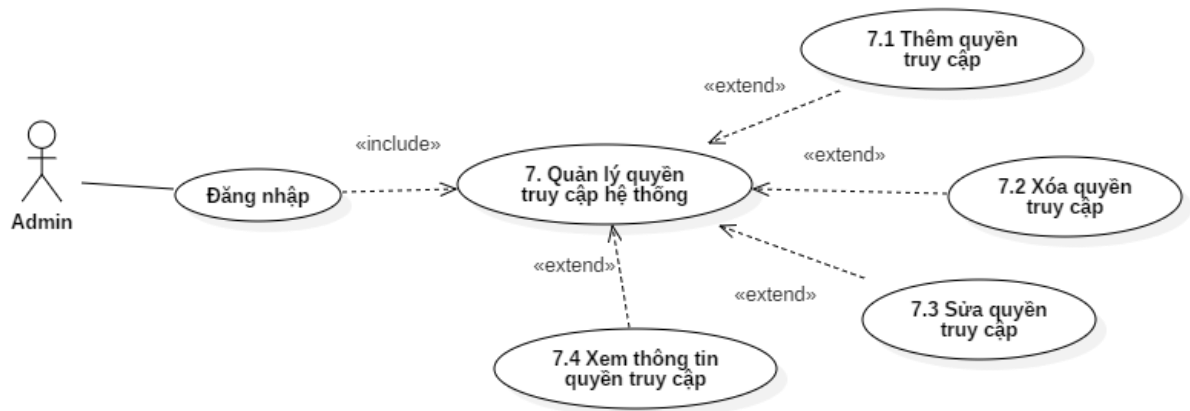 7.1 Thêm quyền
truy cập
«extend»
«include»
«extend»
7. Quản lý quyền
truy cập hệ thống
Đăng nhập
7.2 Xóa quyền
truy cập
Admin
«extend»
«extend»
7.3 Sửa quyền
truy cập
7.4 Xem thông tin
quyền truy cập